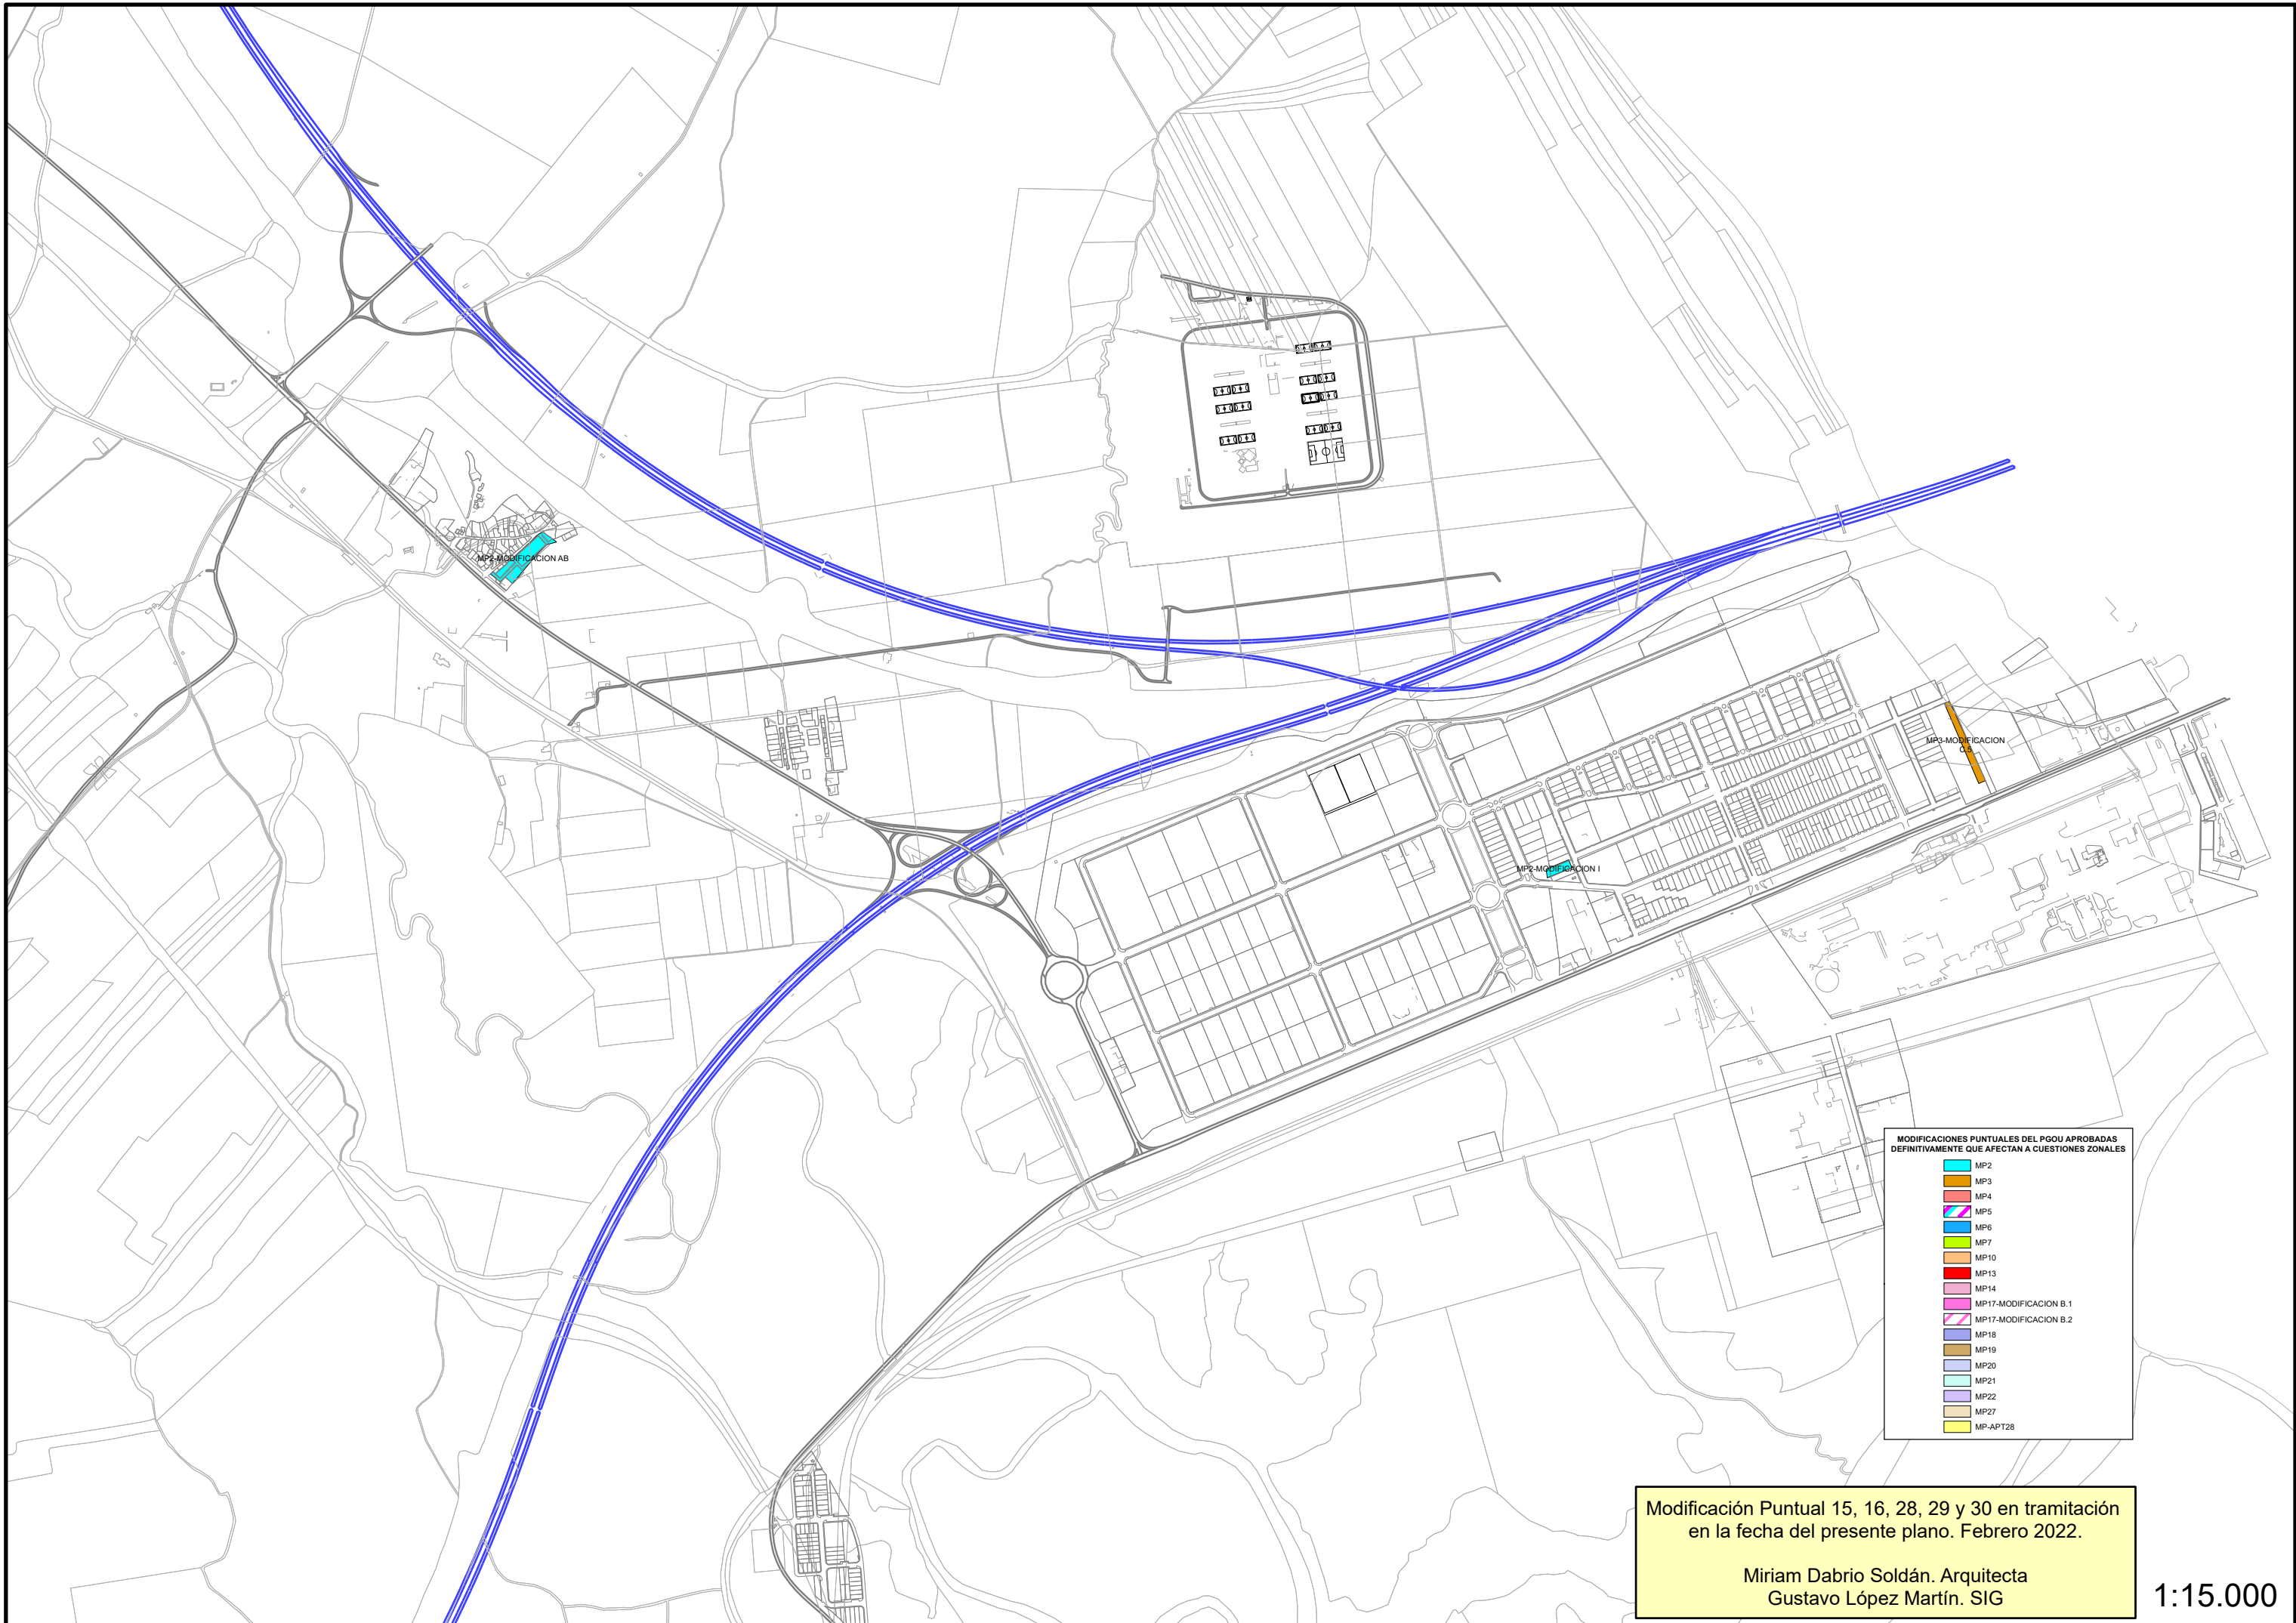 MP2-MODIFICACION AB
MP3-MODIFICACION
C.5
MP2-MODIFICACION I
MODIFICACIONES PUNTUALES DEL PGOU APROBADAS
DEFINITIVAMENTE QUE AFECTAN A CUESTIONES ZONALES
MP2
MP3
MP4
MP5
MP6
MP7
MP10
MP13
MP14
MP17-MODIFICACION B.1
MP17-MODIFICACION B.2
MP18
MP19
MP20
MP21
MP22
MP27
MP-APT28
Modificación Puntual 15, 16, 28, 29 y 30 en tramitación
en la fecha del presente plano. Febrero 2022.
Miriam Dabrio Soldán. Arquitecta
Gustavo López Martín. SIG
1:15.000